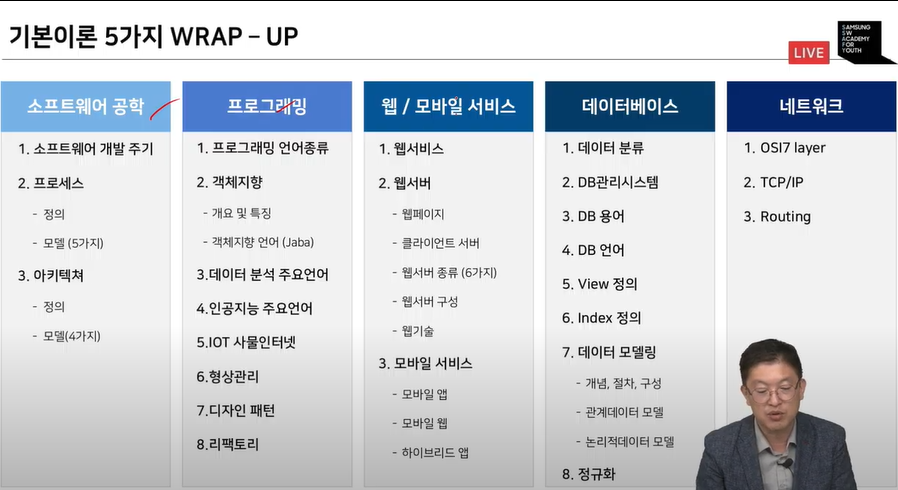 기본이론 5가지 WRAP – UP
LIVE
SAMSUNG
SW
ACADEMY
FOR
YOUTH
소프트웨어 공학
1. 소프트웨어 개발 주기
2. 프로세스
- 정의
- 모델 (5가지)
3. 아키텍쳐
- 정의
- 모델(4가지)
프로그래밍
1. 프로그래밍 언어종류
2. 객체지향
- 개요 및 특징
- 객체지향 언어 (Jaba)
3.데이터 분석 주요언어
4.인공지능 주요언어
5.IOT 사물인터넷
6.형상관리
7.디자인 패턴
8.리팩토리
웹 / 모바일 서비스
1. 웹서비스
2. 웹서버
- 웹페이지
- 클라이언트 서버
- 웹서버 종류 (6가지)
- 웹서버 구성
- 웹기술
3. 모바일 서비스
- 모바일 앱
- 모바일 웹
- 하이브리드 앱
데이터베이스
1. 데이터 분류
2. DB관리시스템
3. DB 용어
4. DB 언어
5. View 정의
6. Index 정의
7. 데이터 모델링
- 개념, 절차, 구성
- 관계데이터 모델
- 논리적데이터 모델
8. 정규화
네트워크
1. OSI7 layer
2. TCP/IP
3. Routing